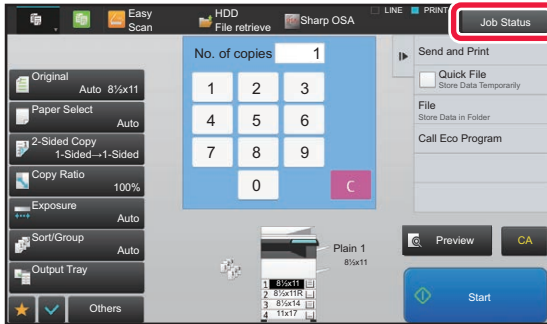 Easy
Scan
HDD
File retrieve
Sharp OSA
LINE
PRINT
Job Status
No. of copies
1
Original
Auto 8½x11
Paper Select
Auto
2-Sided Copy
1-Sided→1-Sided
Copy Ratio
100%
Exposure
Auto
Sort/Group
Auto
Output Tray
Others
1 2 3
4 5 6
7 8 9
0 C
Plain 1
8½x11
1 8½x11
2 8½x11R
3 8½x14
4 11x17
Send and Print
Quick File
Store Data Temporarily
File
Store Data in Folder
Call Eco Program
Preview
CA
Start